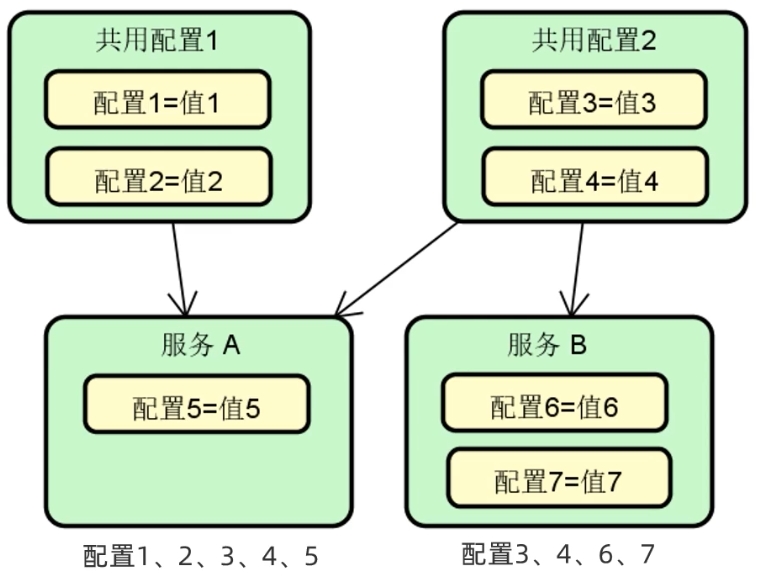 共用配置1
配置1=值1
配置2=值2
共用配置2
配置3=值3
配置4=值4
服务 A
配置5=值5
服务 B
配置6=值6
配置7=值7
配置1、2、3、4、5
配置3、4、6、7